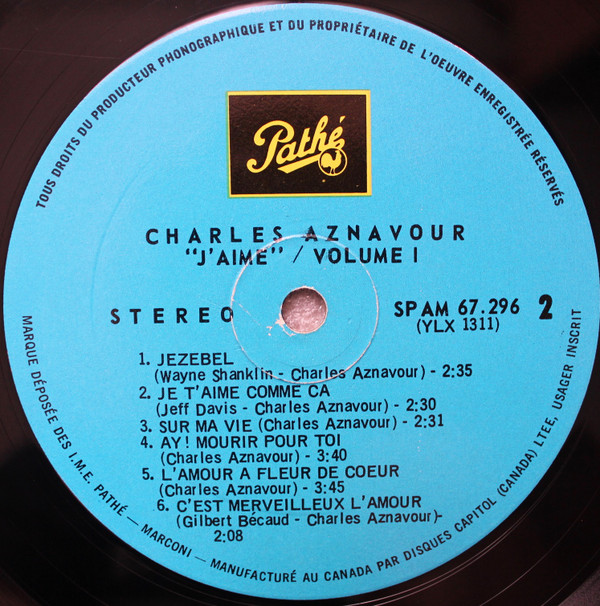 TOUS DROITS DU PRODUCTEUR PHONOGRAPHIQUE ET DU PROPRIÉTAIRE DE L'OEUVRE ENREGISTRÉE RÉSERVÉS
Pathé
CHARLES AZNAVOUR
"J'AIME" / VOLUME I
STEREO
SPAM 67.296 2
(YLX 1311)
1. JEZEBEL
(Wayne Shanklin - Charles Aznavour) - 2:35
2. JE T'AIME COMME CA
(Jeff Davis - Charles Aznavour) - 2:30
3. SUR MA VIE (Charles Aznavour) - 2:31
4. AY! MOURIR POUR TOI
(Charles Aznavour) - 3:40
5. L'AMOUR A FLEUR DE COEUR
(Charles Aznavour) - 3:45
6. C'EST MERVEILLEUX L'AMOUR
(Gilbert Bécaud - Charles Aznavour)-
2:08
MARQUE DÉPOSÉE DES I.M.E. PATHÉ — MARCONI — MANUFACTURÉ AU CANADA PAR DISQUES CAPITOL (CANADA) LTEE, USAGER INSCRIT